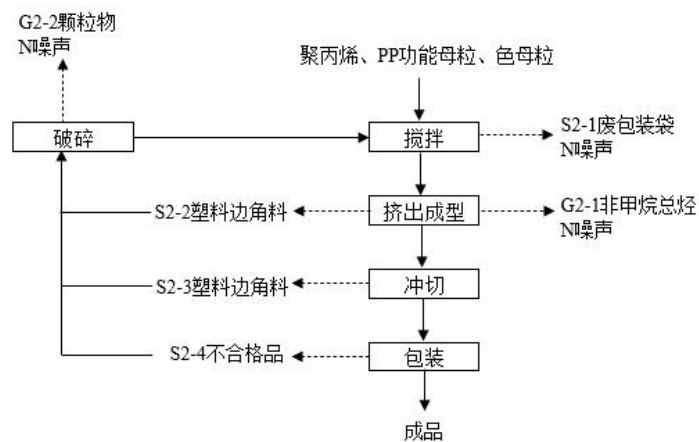 G2-2颗粒物
N噪声
聚丙烯、PP功能母粒、色母粒
破碎
搅拌
S2-1废包装袋
N噪声
S2-2塑料边角料
挤出成型
G2-1非甲烷总烃
N噪声
S2-3塑料边角料
冲切
S2-4不合格品
包装
成品